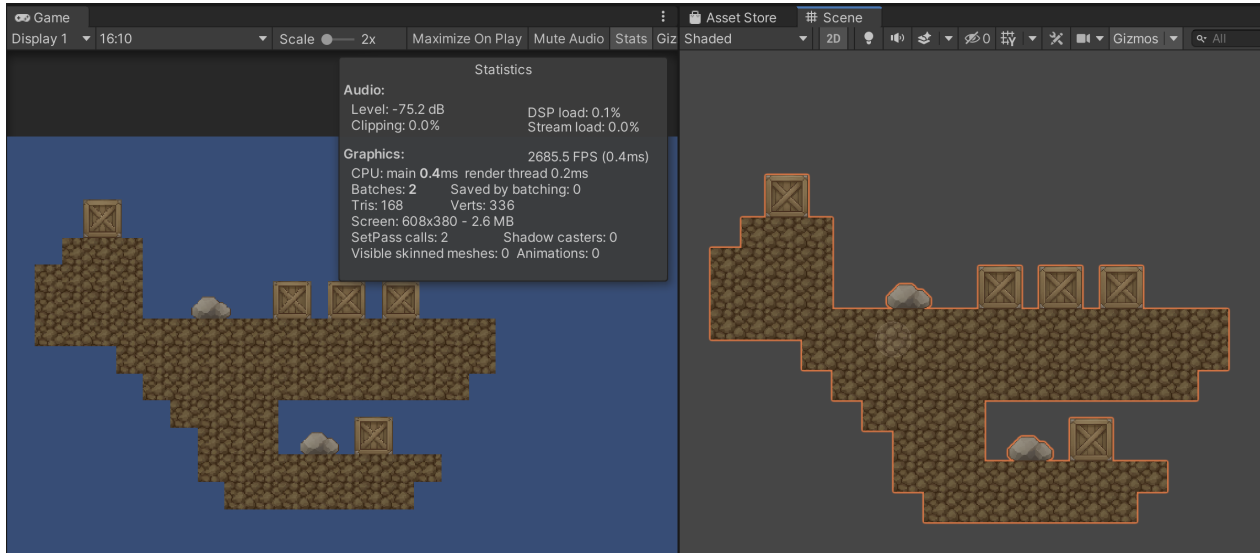 Game
Display 1 16:10 Scale 2x Maximize On Play Mute Audio Stats Giz
Statistics
Audio:
Level: -75.2 dB DSP load: 0.1%
Clipping: 0.0% Stream load: 0.0%
Graphics: 2685.5 FPS (0.4ms)
CPU: main 0.4ms render thread 0.2ms
Batches: 2 Saved by batching: 0
Tris: 168 Verts: 336
Screen: 608x380 - 2.6 MB
SetPass calls: 2 Shadow casters: 0
Visible skinned meshes: 0 Animations: 0
Asset Store Scene
Shaded 2D 0 Gizmos All